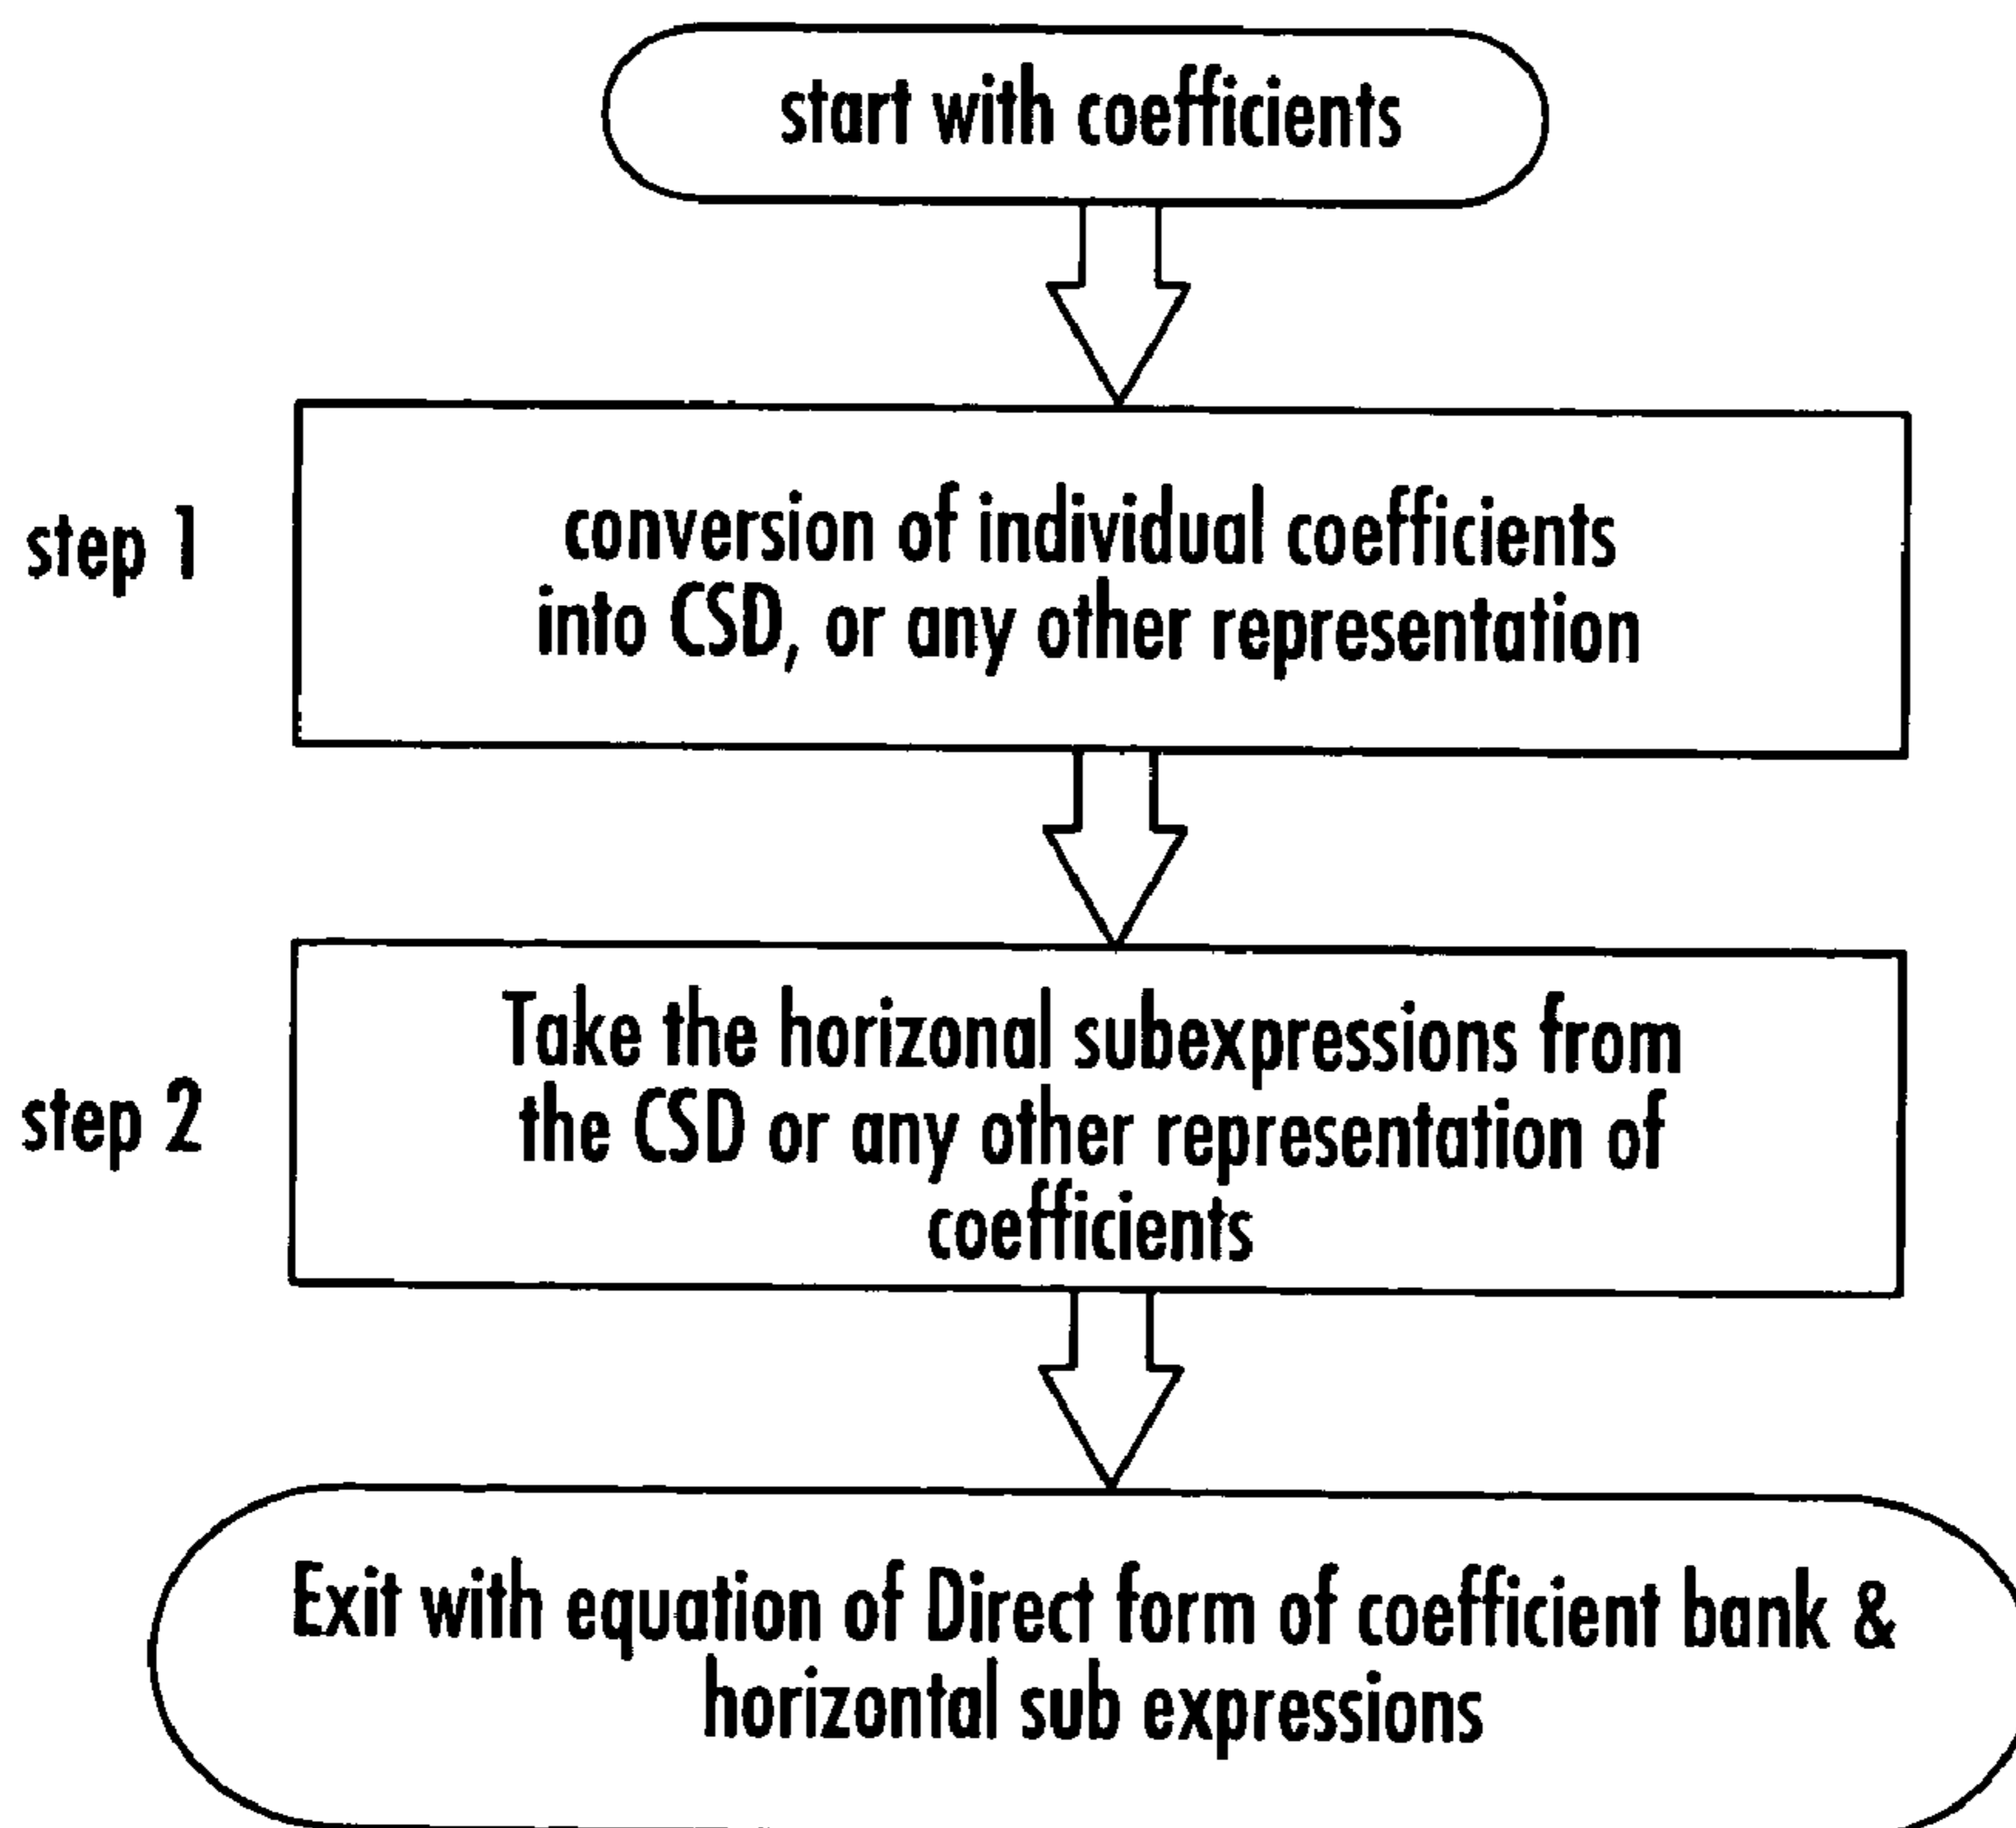 start with coefficients
step 1
conversion of individual coefficients
into CSD, or any other representation
step 2
Take the horizonal subexpressions from
the CSD or any other representation of
coefficients
Exit with equation of Direct form of coefficient bank &
horizontal sub expressions